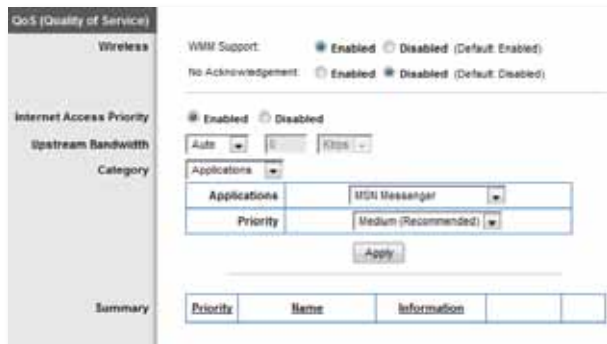 QoS (Quality of Service)
Wireless
WMM Support: Enabled Disabled (Default: Enabled)
No Acknowledgement: Enabled Disabled (Default: Disabled)
Internet Access Priority
Enabled Disabled
Upstream Bandwidth
Auto 0 Kbps
Category
Applications
Applications MSN Messenger
Priority Medium (Recommended)
Apply
Summary
Priority Name Information